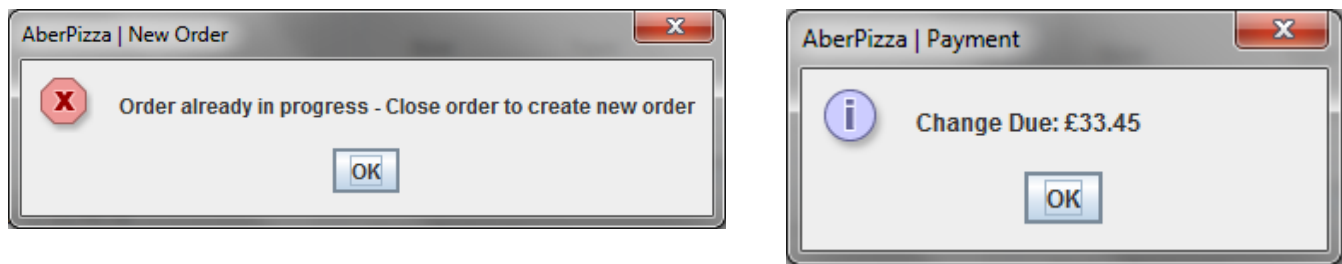 AberPizza | New Order
Order already in progress - Close order to create new order
OK
AberPizza | Payment
Change Due: £33.45
OK